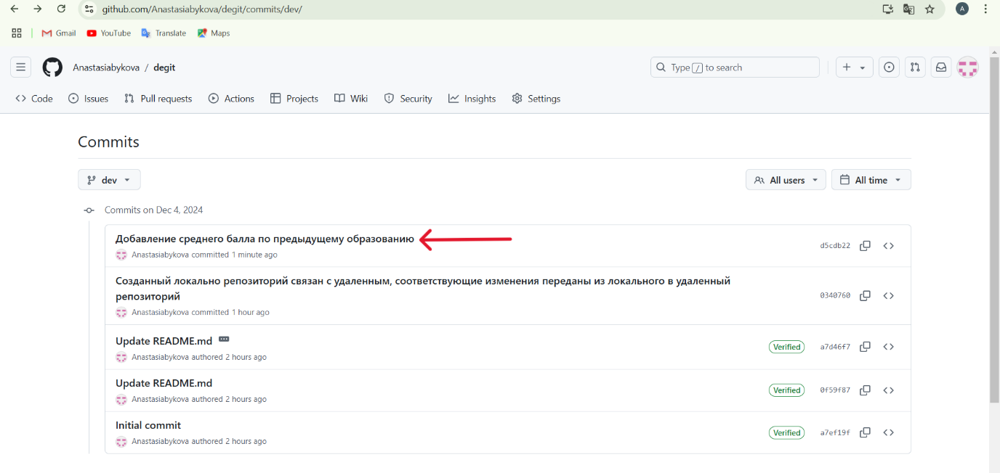 github.com/Anastasiabykova/degit/commits/dev/
A
Gmail YouTube Translate Maps
Anastasiabykova / degit
Type / to search
Code Issues Pull requests Actions Projects Wiki Security Insights Settings
Commits
dev
All users All time
Commits on Dec 4, 2024
Добавление среднего балла по предыдущему образованию
Anastasiabykova committed 1 minute ago
d5cdb22
Созданный локально репозиторий связан с удаленным, соответствующие изменения переданы из локального в удаленный
репозиторий
Anastasiabykova committed 1 hour ago
0340760
Update README.md
Anastasiabykova authored 2 hours ago
Verified a7d46f7
Update README.md
Anastasiabykova authored 2 hours ago
Verified 0f59f87
Initial commit
Anastasiabykova authored 2 hours ago
Verified a7ef19f